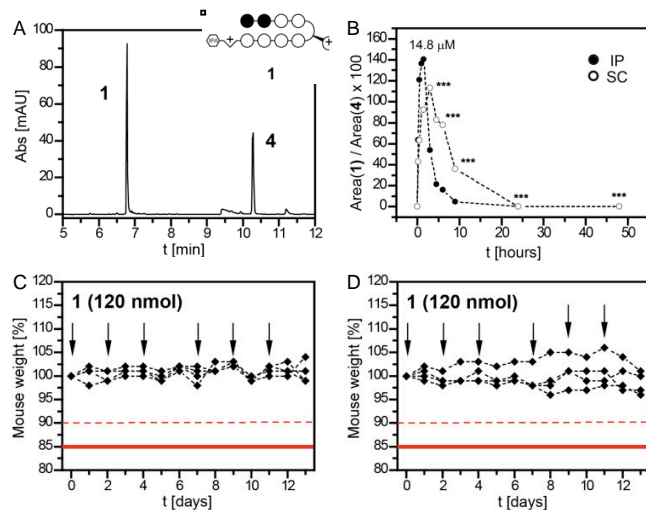 A
Abs [mAU]
100
80
60
40
20
0
1
4
IPA
+
+
1
5 6 7 8 9 10 11 12
t [min]
B
Area(1) / Area(4) x 100
160
140
120
100
80
60
40
20
0
14.8 µM
IP
SC
***
***
***
*** ***
0 10 20 30 40 50
t [hours]
C
Mouse weight [%]
125
120
115
110
105
100
95
90
85
80
1 (120 nmol)
0 2 4 6 8 10 12
t [days]
D
Mouse weight [%]
125
120
115
110
105
100
95
90
85
80
1 (120 nmol)
0 2 4 6 8 10 12
t [days]